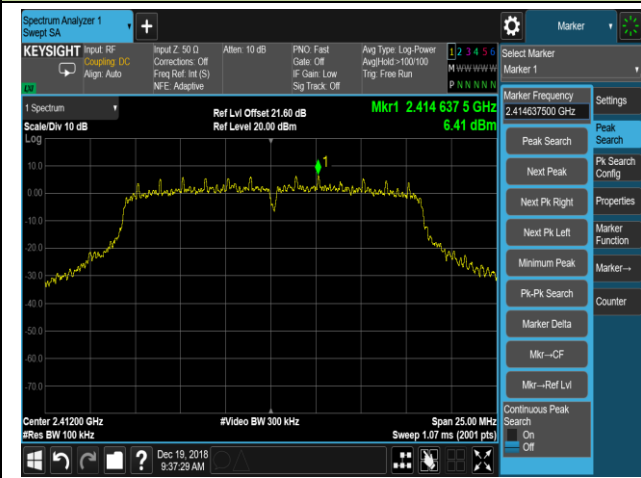 Spectrum Analyzer 1
Swept SA
+
Marker
KEYSIGHT
Input: RF
Coupling: DC
Align: Auto
Input Z: 50 Ω
Corrections: Off
Freq Ref: Int (S)
NFE: Adaptive
Atten: 10 dB
PNO: Fast
Gate: Off
IF Gain: Low
Sig Track: Off
Avg Type: Log-Power
Avg|Hold:>100/100
Trig: Free Run
1 2 3 4 5 6
M W W W W W
P N N N N N
Select Marker
Marker 1
LXI
1 Spectrum
Scale/Div 10 dB
Log
Ref Lvl Offset 21.60 dB
Ref Level 20.00 dBm
Mkr1 2.414 637 5 GHz
6.41 dBm
1
10.0
0.00
-10.0
-20.0
-30.0
-40.0
-50.0
-60.0
-70.0
Center 2.41200 GHz
#Res BW 100 kHz
#Video BW 300 kHz
Span 25.00 MHz
Sweep 1.07 ms (2001 pts)
Marker Frequency
2.414637500 GHz
Peak Search
Next Peak
Next Pk Right
Next Pk Left
Minimum Peak
Pk-Pk Search
Marker Delta
Mkr→CF
Mkr→Ref Lvl
Continuous Peak
Search
On
Off
Settings
Peak
Search
Pk Search
Config
Properties
Marker
Function
Marker→
Counter
?
Dec 19, 2018
9:37:29 AM